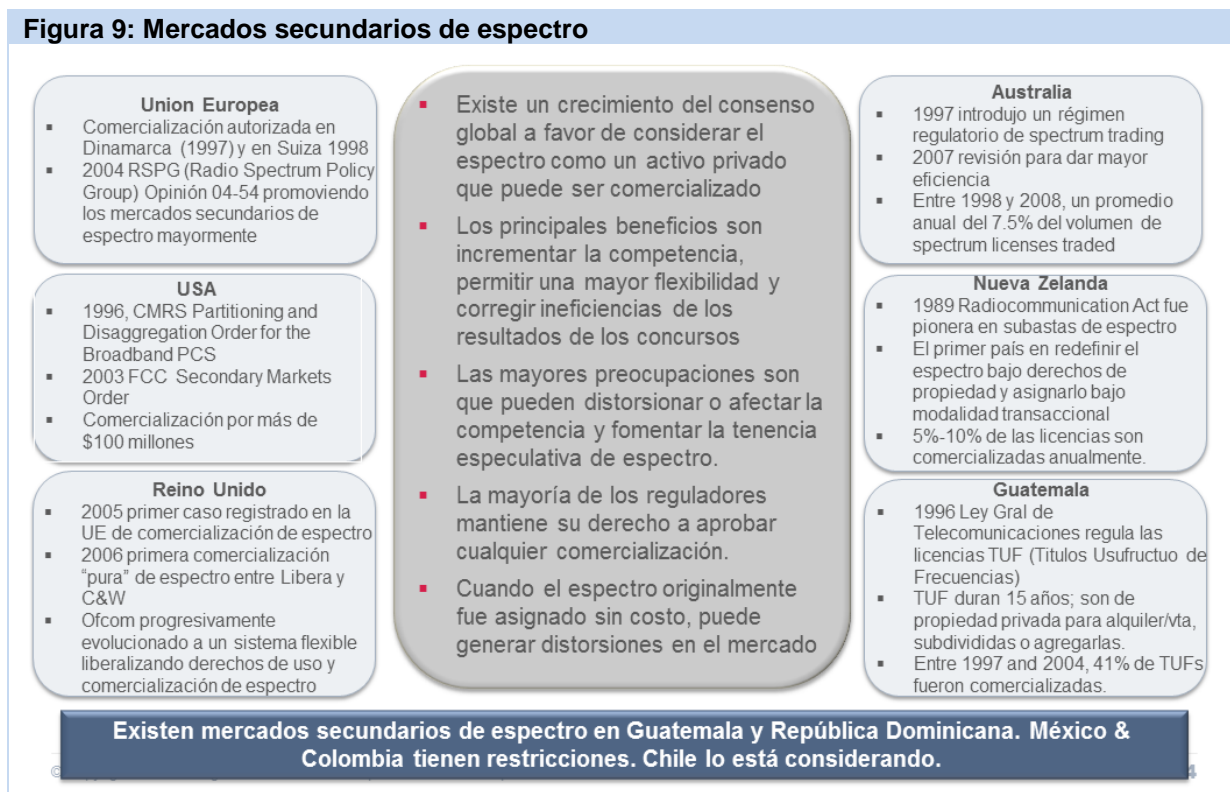 Figura 9: Mercados secundarios de espectro
Union Europea
▪ Comercialización autorizada en
Dinamarca (1997) y en Suiza 1998
▪ 2004 RSPG (Radio Spectrum Policy
Group) Opinión 04-54 promoviendo
los mercados secundarios de
espectro mayormente
USA
▪ 1996, CMRS Partitioning and
Disaggregation Order for the
Broadband PCS
▪ 2003 FCC Secondary Markets
Order
▪ Comercialización por más de
$100 millones
Reino Unido
▪ 2005 primer caso registrado en la
UE de comercialización de espectro
▪ 2006 primera comercialización
“pura” de espectro entre Libera y
C&W
▪ Ofcom progresivamente
evolucionado a un sistema flexible
liberalizando derechos de uso y
comercialización de espectro
▪ Existe un crecimiento del consenso
global a favor de considerar el
espectro como un activo privado
que puede ser comercializado
▪ Los principales beneficios son
incrementar la competencia,
permitir una mayor flexibilidad y
corregir ineficiencias de los
resultados de los concursos
▪ Las mayores preocupaciones son
que pueden distorsionar o afectar la
competencia y fomentar la tenencia
especulativa de espectro.
▪ La mayoría de los reguladores
mantiene su derecho a aprobar
cualquier comercialización.
▪ Cuando el espectro originalmente
fue asignado sin costo, puede
generar distorsiones en el mercado
Australia
▪ 1997 introdujo un régimen
regulatorio de spectrum trading
▪ 2007 revisión para dar mayor
eficiencia
▪ Entre 1998 y 2008, un promedio
anual del 7.5% del volumen de
spectrum licenses traded
Nueva Zelanda
▪ 1989 Radiocommunication Act fue
pionera en subastas de espectro
▪ El primer país en redefinir el
espectro bajo derechos de
propiedad y asignarlo bajo
modalidad transaccional
▪ 5%-10% de las licencias son
comercializadas anualmente.
Guatemala
▪ 1996 Ley Gral de
Telecomunicaciones regula las
licencias TUF (Titulos Usufructuo de
Frecuencias)
▪ TUF duran 15 años; son de
propiedad privada para alquiler/vta,
subdivididas o agregarlas.
▪ Entre 1997 and 2004, 41% de TUFs
fueron comercializadas.
Existen mercados secundarios de espectro en Guatemala y República Dominicana. México &
Colombia tienen restricciones. Chile lo está considerando.
©
4